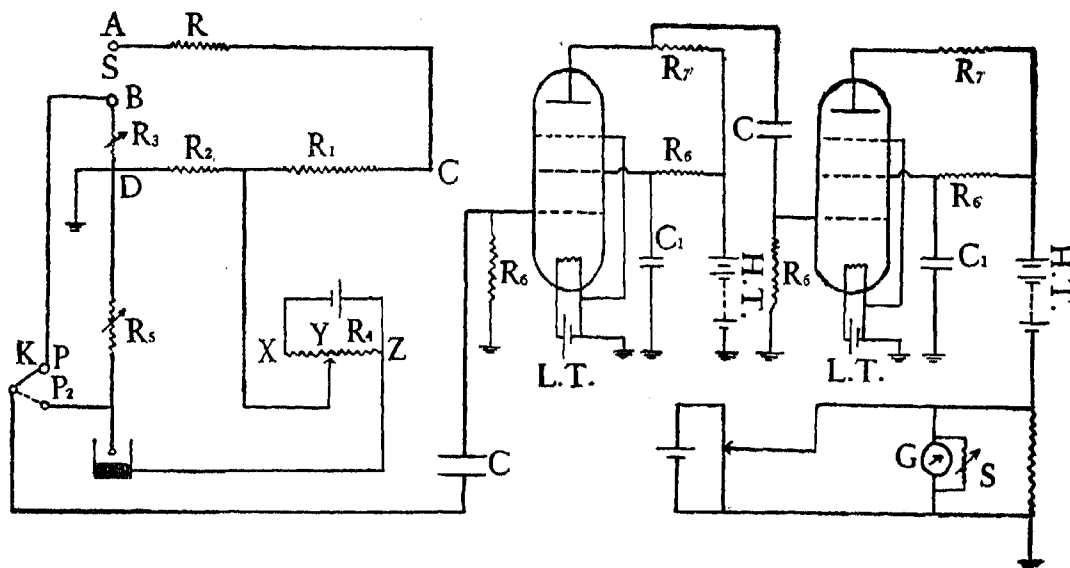 A
R
S
B
R₃
R₂
R₁
D
C
R₅
R₆
X
Y
R₄
Z
K
P
P₂
C
R₇
R₆
C₁
H.T.
L.T.
C
R₆
R₇
R₆
C₁
H.T.
L.T.
G
S